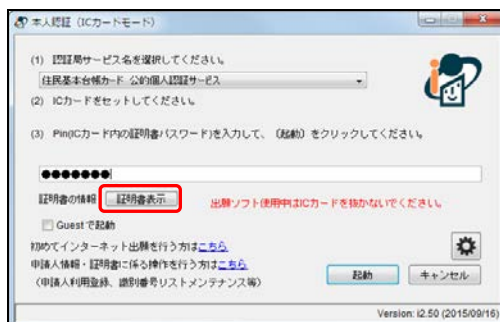 本人認証（ICカードモード）
(1) 認証局サービス名を選択してください。
住民基本台帳カード 公的個人認証サービス
(2) ICカードをセットしてください。
(3) Pin(ICカード内の証明書パスワード)を入力して、（起動）をクリックしてください。
●●●●●●●
証明書の情報 証明書表示 出願ソフト使用中はICカードを抜かないでください。
Guestで起動
初めてインターネット出願を行う方はこちら
申請人情報・証明書に係る操作を行う方はこちら
（申請人利用登録、識別番号リストメンテナンス等）
起動 キャンセル
Version: i2.50 (2015/09/16)